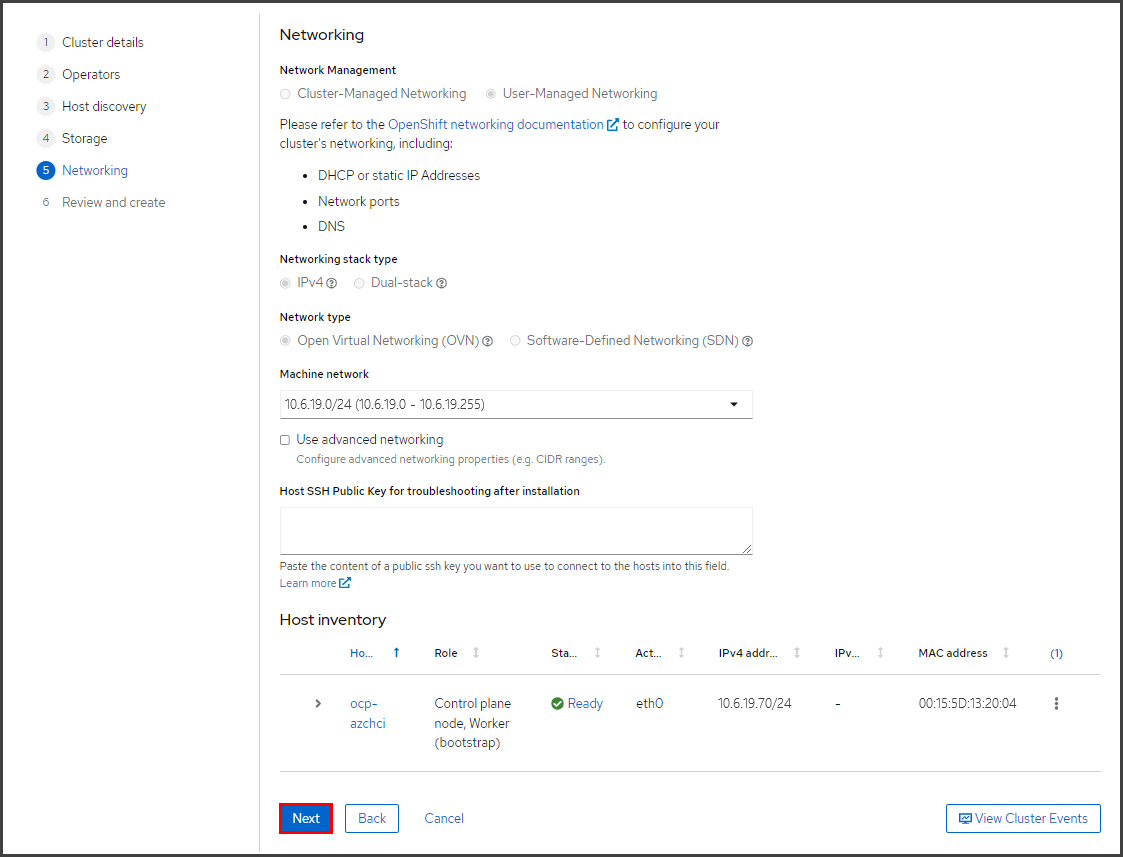 1 Cluster details
2 Operators
3 Host discovery
4 Storage
5 Networking
6 Review and create
Networking
Network Management
Cluster-Managed Networking User-Managed Networking
Please refer to the OpenShift networking documentation to configure your
cluster's networking, including:
• DHCP or static IP Addresses
• Network ports
• DNS
Networking stack type
IPv4 Dual-stack
Network type
Open Virtual Networking (OVN) Software-Defined Networking (SDN)
Machine network
10.6.19.0/24 (10.6.19.0 - 10.6.19.255)
Use advanced networking
Configure advanced networking properties (e.g. CIDR ranges).
Host SSH Public Key for troubleshooting after installation
Paste the content of a public ssh key you want to use to connect to the hosts into this field.
Learn more
Host inventory
Ho... Role Sta... Act... IPv4 addr... IPv... MAC address (1)
ocp- Control plane Ready eth0 10.6.19.70/24 - 00:15:5D:13:20:04
azchci node, Worker
(bootstrap)
Next Back Cancel View Cluster Events